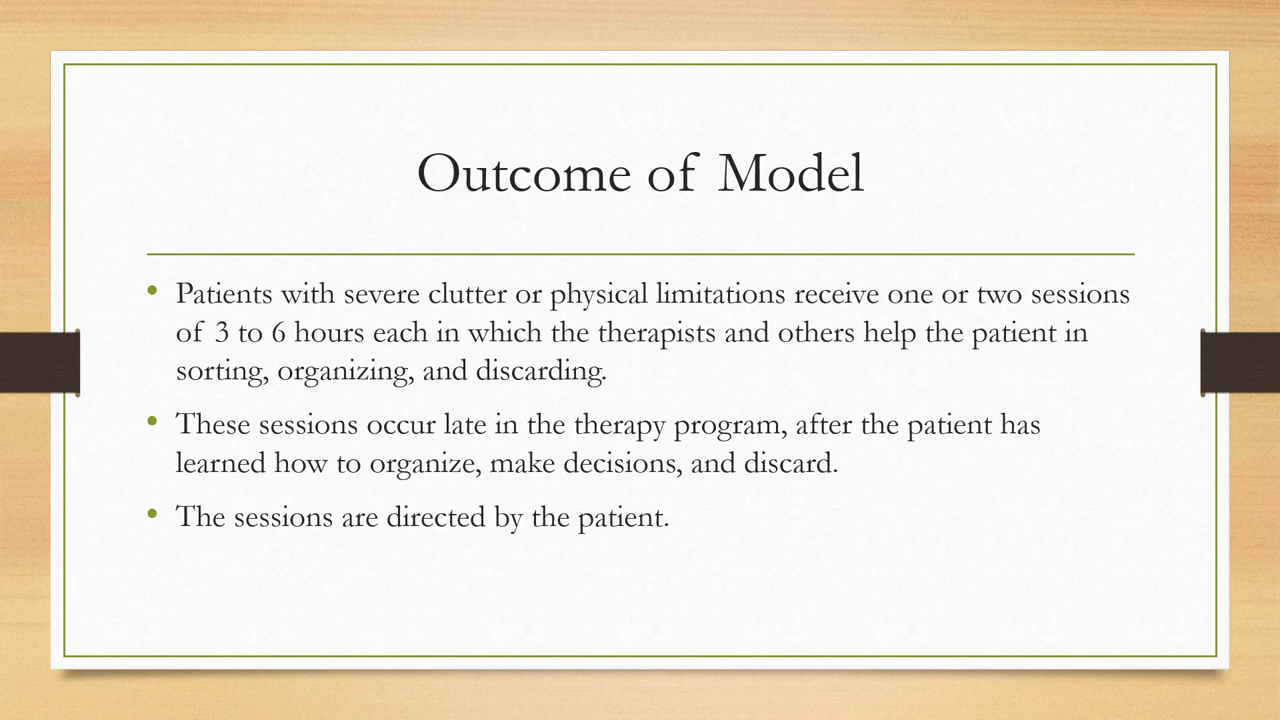 Outcome of Model
• Patients with severe clutter or physical limitations receive one or two sessions
of 3 to 6 hours each in which the therapists and others help the patient in
sorting, organizing, and discarding.
• These sessions occur late in the therapy program, after the patient has
learned how to organize, make decisions, and discard.
• The sessions are directed by the patient.